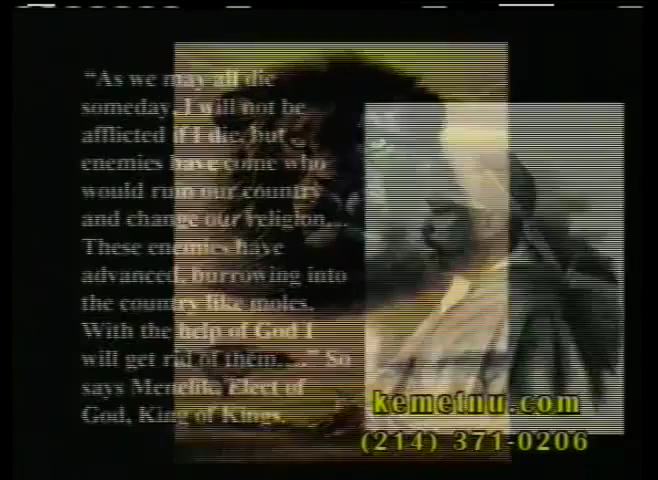 "As we may all die
someday, I will not be
afflicted if I die, but
enemies have come who
would ruin our country
and change our religion....
These enemies have
advanced, burrowing into
the country like moles.
With the help of God I
will get rid of them...." So
says Menelik, Elect of
God, King of Kings.
kemetnu.com
(214) 371-0206